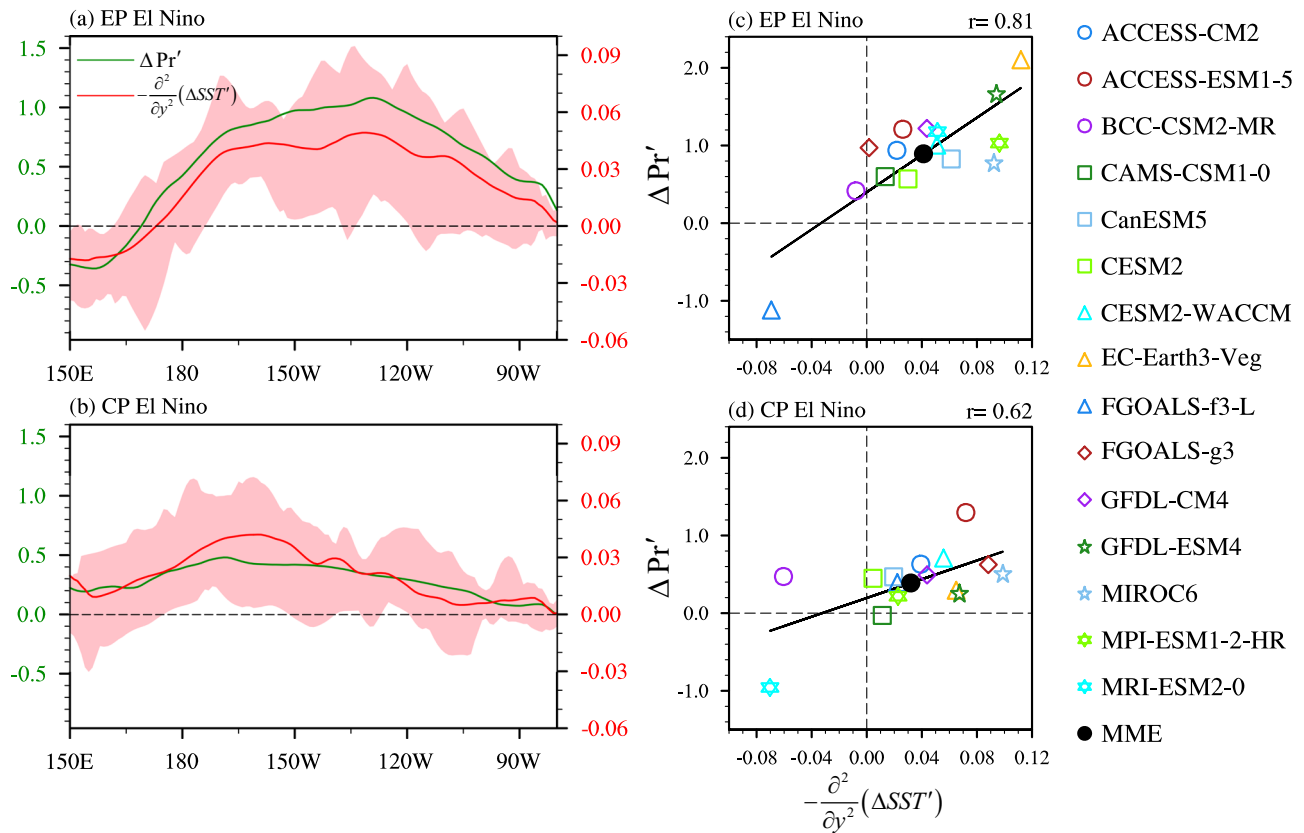 (a) EP El Nino
1.5
1.0
0.5
0.0
-0.5
ΔPr′
-∂²/∂y²(ΔSST′)
0.09
0.06
0.03
0.00
-0.03
-0.06
150E 180 150W 120W 90W
(b) CP El Nino
1.5
1.0
0.5
0.0
-0.5
0.09
0.06
0.03
0.00
-0.03
-0.06
150E 180 150W 120W 90W
(c) EP El Nino r= 0.81
ΔPr′
2.0
1.0
0.0
-1.0
-0.08 -0.04 0.00 0.04 0.08 0.12
(d) CP El Nino r= 0.62
ΔPr′
2.0
1.0
0.0
-1.0
-0.08 -0.04 0.00 0.04 0.08 0.12
-∂²/∂y²(ΔSST′)
ACCESS-CM2
ACCESS-ESM1-5
BCC-CSM2-MR
CAMS-CSM1-0
CanESM5
CESM2
CESM2-WACCM
EC-Earth3-Veg
FGOALS-f3-L
FGOALS-g3
GFDL-CM4
GFDL-ESM4
MIROC6
MPI-ESM1-2-HR
MRI-ESM2-0
MME